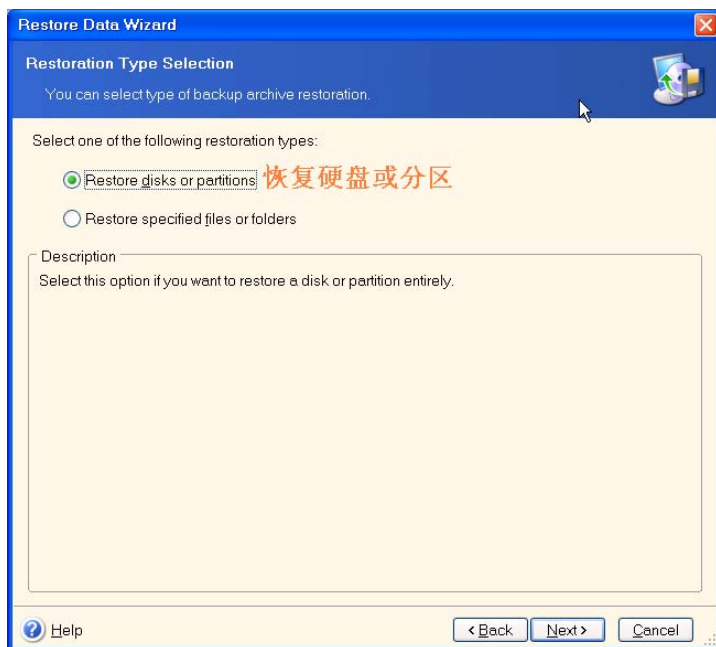 Restore Data Wizard
Restoration Type Selection
You can select type of backup archive restoration.
Select one of the following restoration types:
Restore disks or partitions 恢复硬盘或分区
Restore specified files or folders
Description
Select this option if you want to restore a disk or partition entirely.
Help
< Back
Next >
Cancel